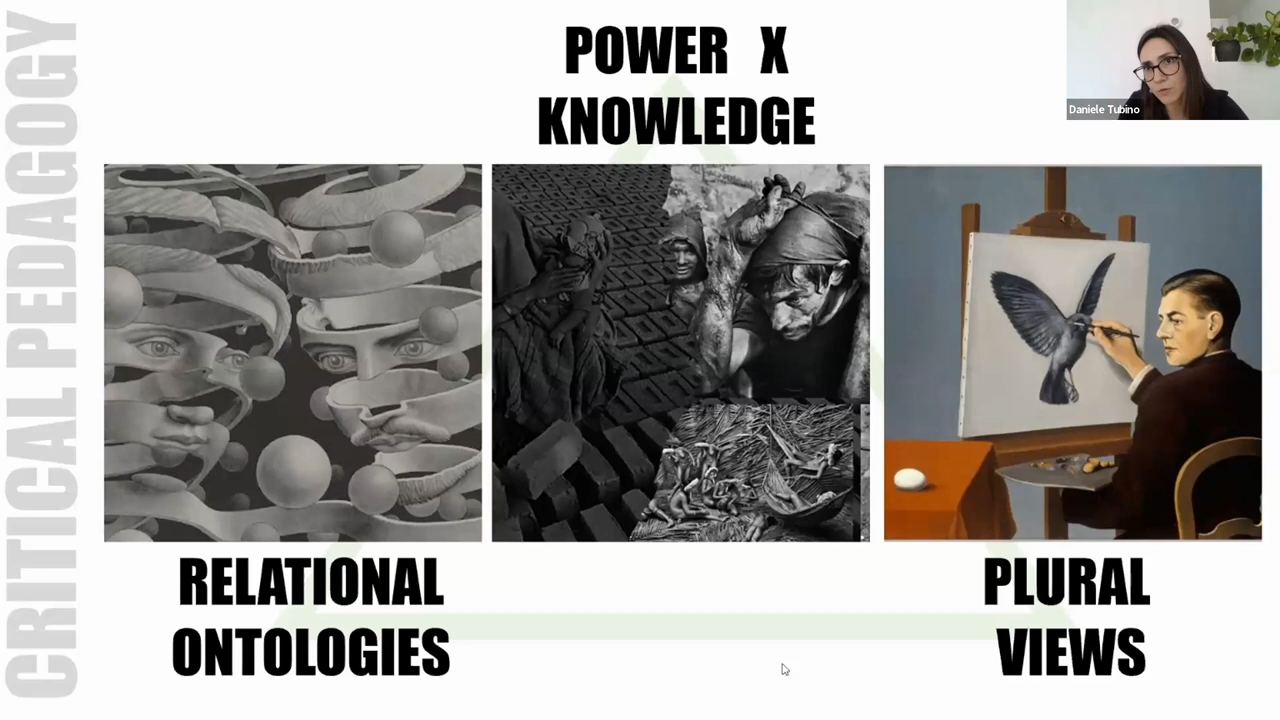 CRITICAL PEDAGOGY
POWER X
KNOWLEDGE
Daniele Tubino
RELATIONAL
ONTOLOGIES
PLURAL
VIEWS